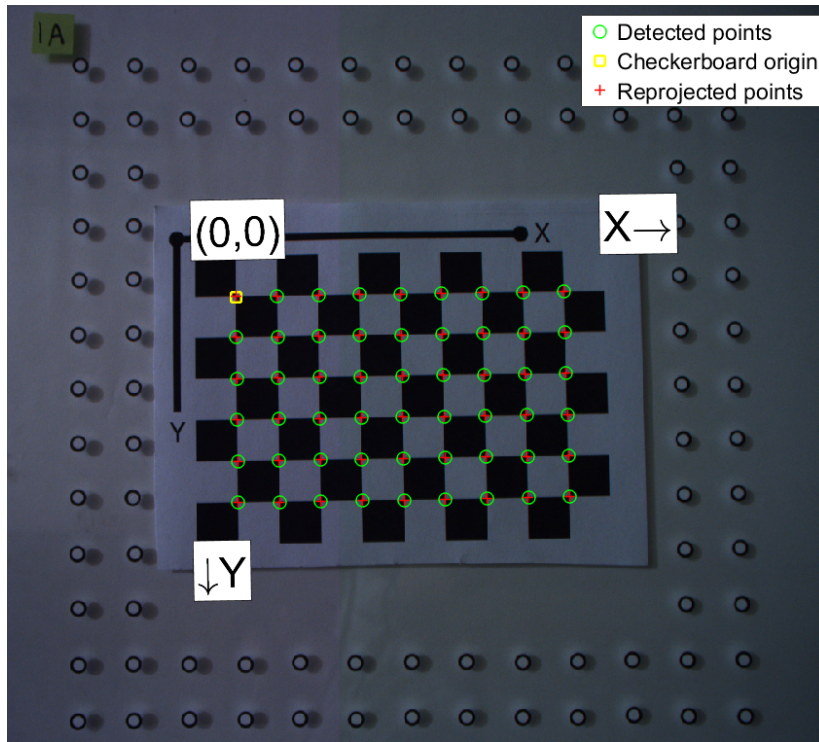 1A
Detected points
Checkerboard origin
Reprojected points
(0,0)
X
X→
Y
↓Y